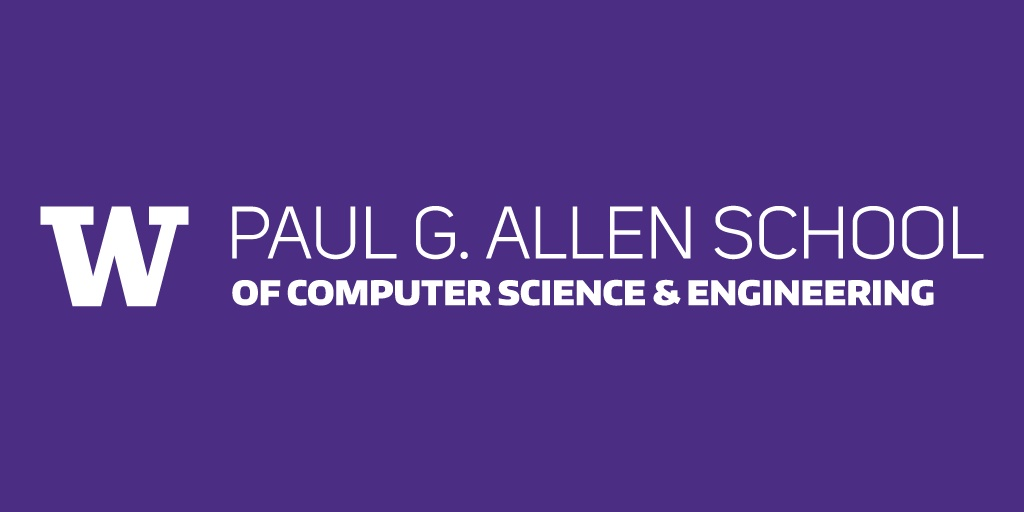 W
PAUL G. ALLEN SCHOOL
OF COMPUTER SCIENCE & ENGINEERING